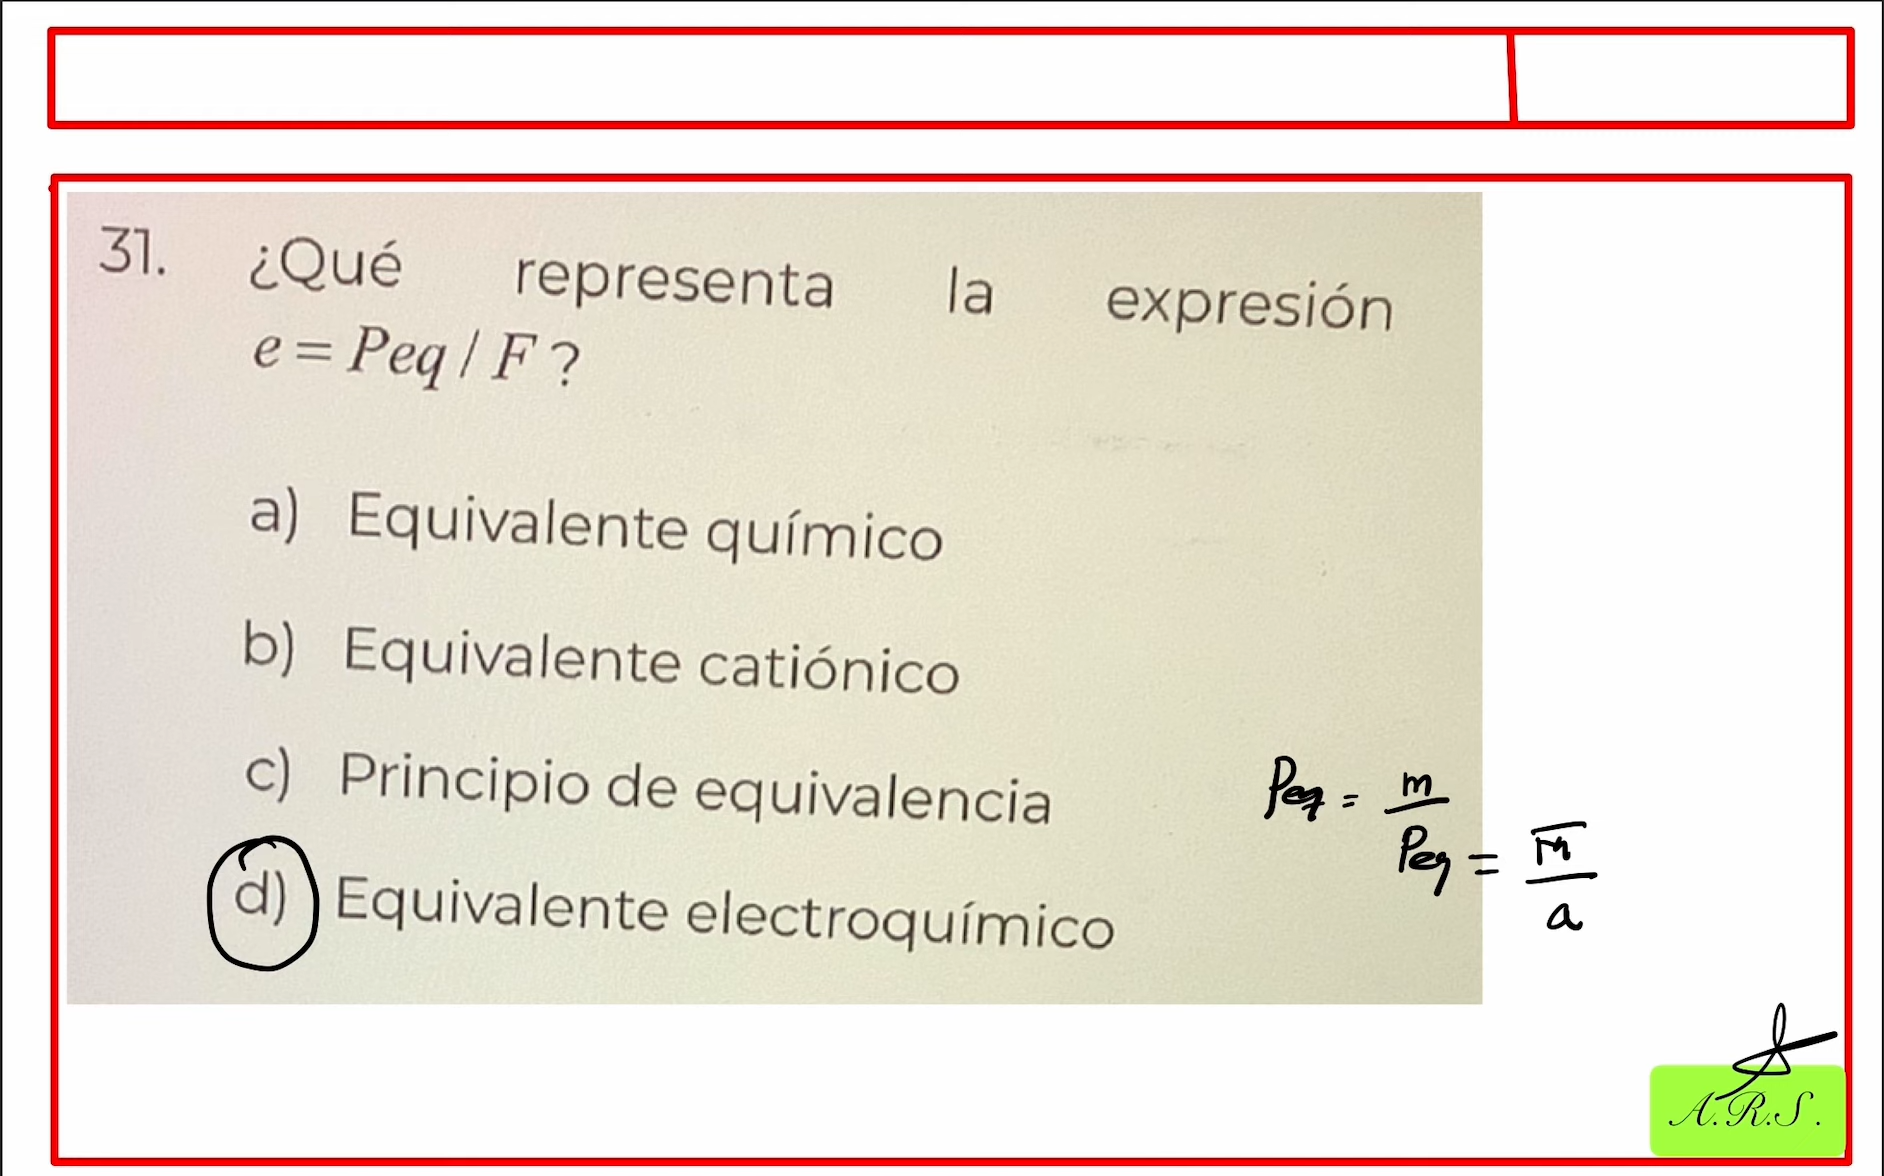 31. ¿Qué representa la expresión
e = Peq / F ?
a) Equivalente químico
b) Equivalente catiónico
c) Principio de equivalencia
d) Equivalente electroquímico
Peq = m
Peq = m
a
A.R.S.